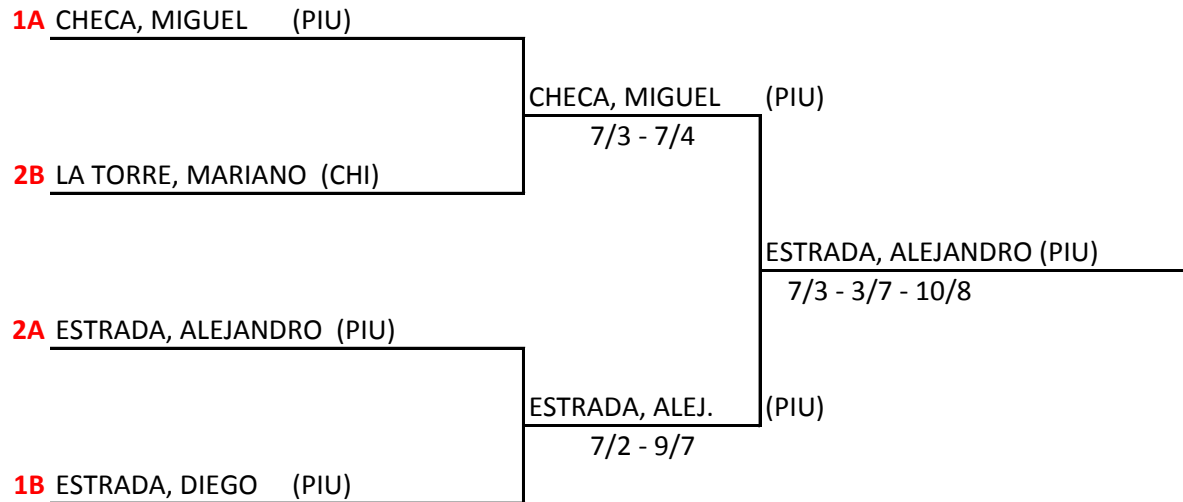 1A CHECA, MIGUEL (PIU)
CHECA, MIGUEL (PIU)
7/3 - 7/4
2B LA TORRE, MARIANO (CHI)
ESTRADA, ALEJANDRO (PIU)
7/3 - 3/7 - 10/8
2A ESTRADA, ALEJANDRO (PIU)
ESTRADA, ALEJ. (PIU)
7/2 - 9/7
1B ESTRADA, DIEGO (PIU)